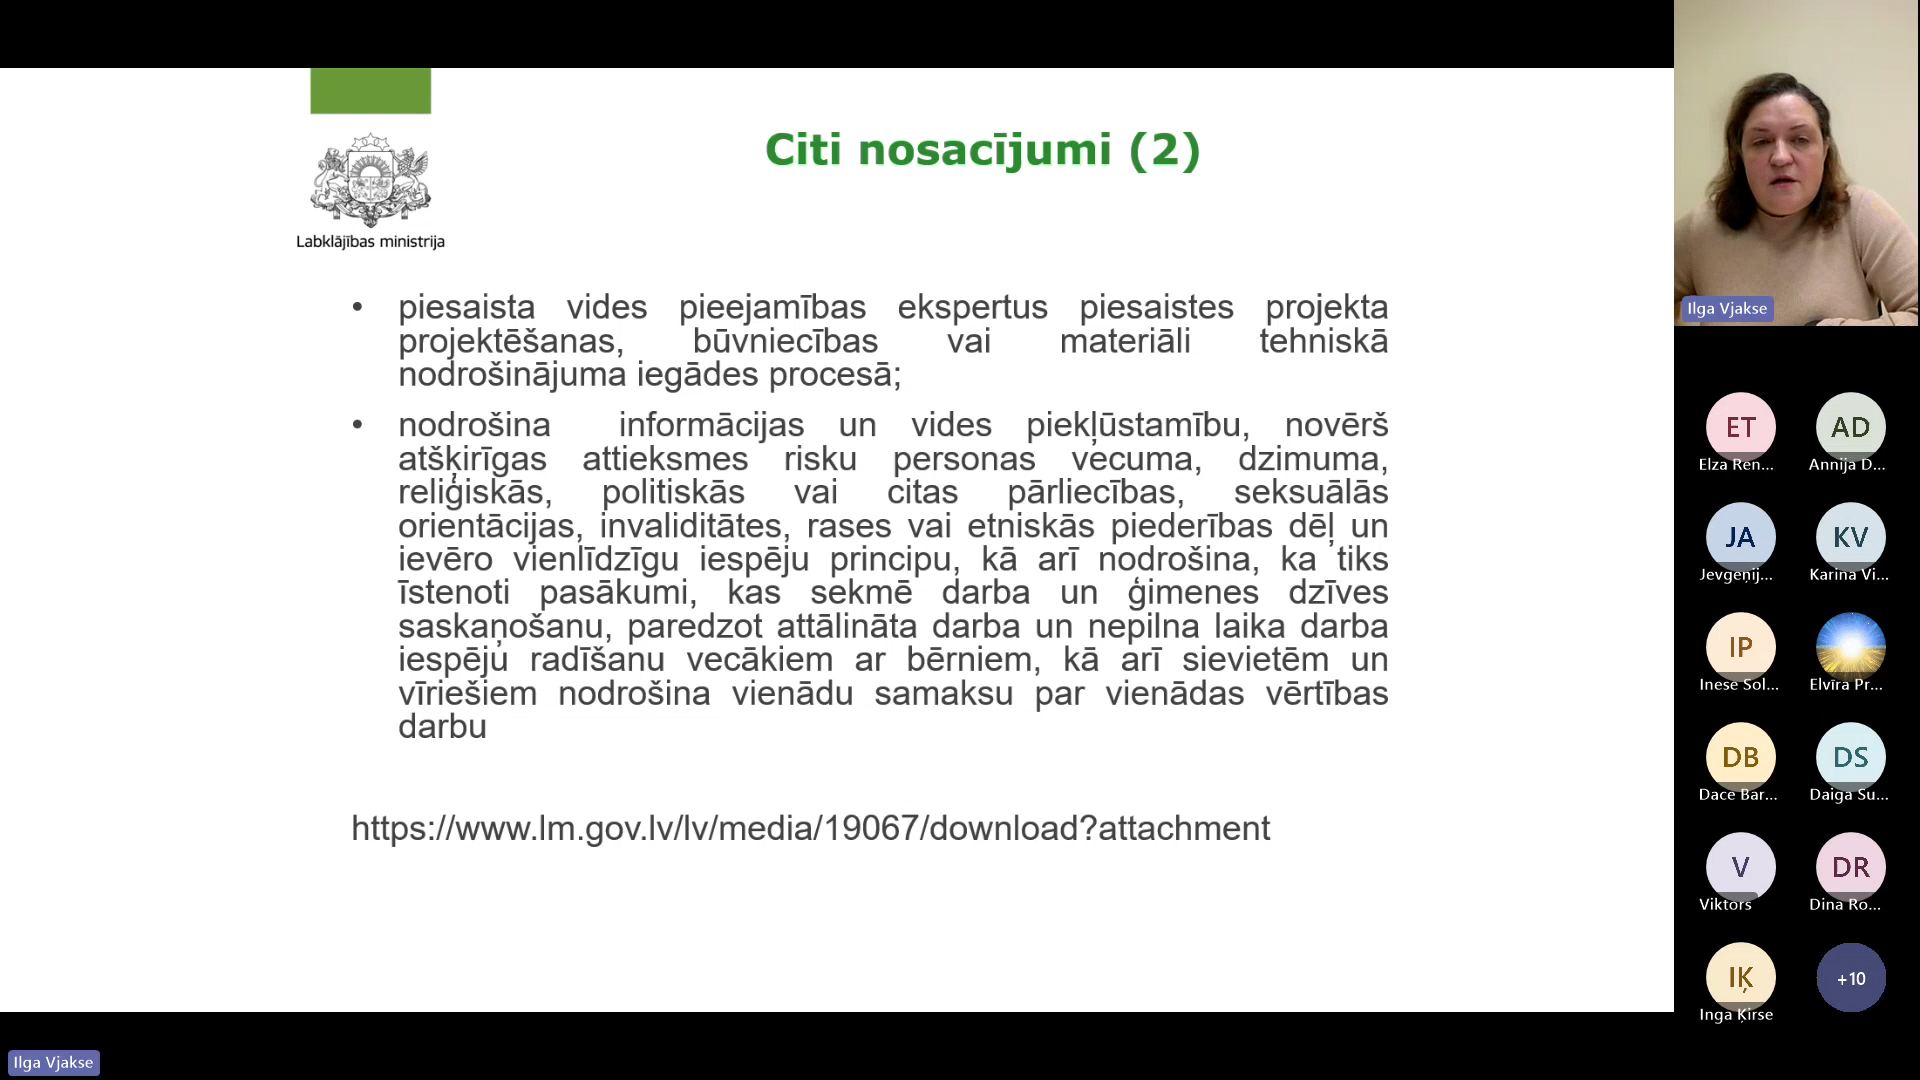 Citi nosacījumi (2)
Labklājības ministrija
• piesaista vides pieejamības ekspertus piesaistes projekta
projektēšanas, būvniecības vai materiāli tehniskā
nodrošinājuma iegādes procesā;
• nodrošina informācijas un vides piekļūstamību, novērš
atšķirīgas attieksmes risku personas vecuma, dzimuma,
reliģiskās, politiskās vai citas pārliecības, seksuālās
orientācijas, invaliditātes, rases vai etniskās piederības dēļ un
ievēro vienlīdzīgu iespēju principu, kā arī nodrošina, ka tiks
īstenoti pasākumi, kas sekmē darba un ģimenes dzīves
saskaņošanu, paredzot attālināta darba un nepilna laika darba
iespēju radīšanu vecākiem ar bērniem, kā arī sievietēm un
vīriešiem nodrošina vienādu samaksu par vienādas vērtības
darbu
https://www.lm.gov.lv/lv/media/19067/download?attachment
Ilga Vjakse
ET
Elza Ren...
AD
Annija D...
JA
Jevgeņij...
KV
Karina Vi...
IP
Inese Sol...
Elvīra Pr...
DB
Dace Bar...
DS
Daiga Su...
V
Viktors
DR
Dina Ro...
IĶ
Inga Ķirse
+10
Ilga Vjakse